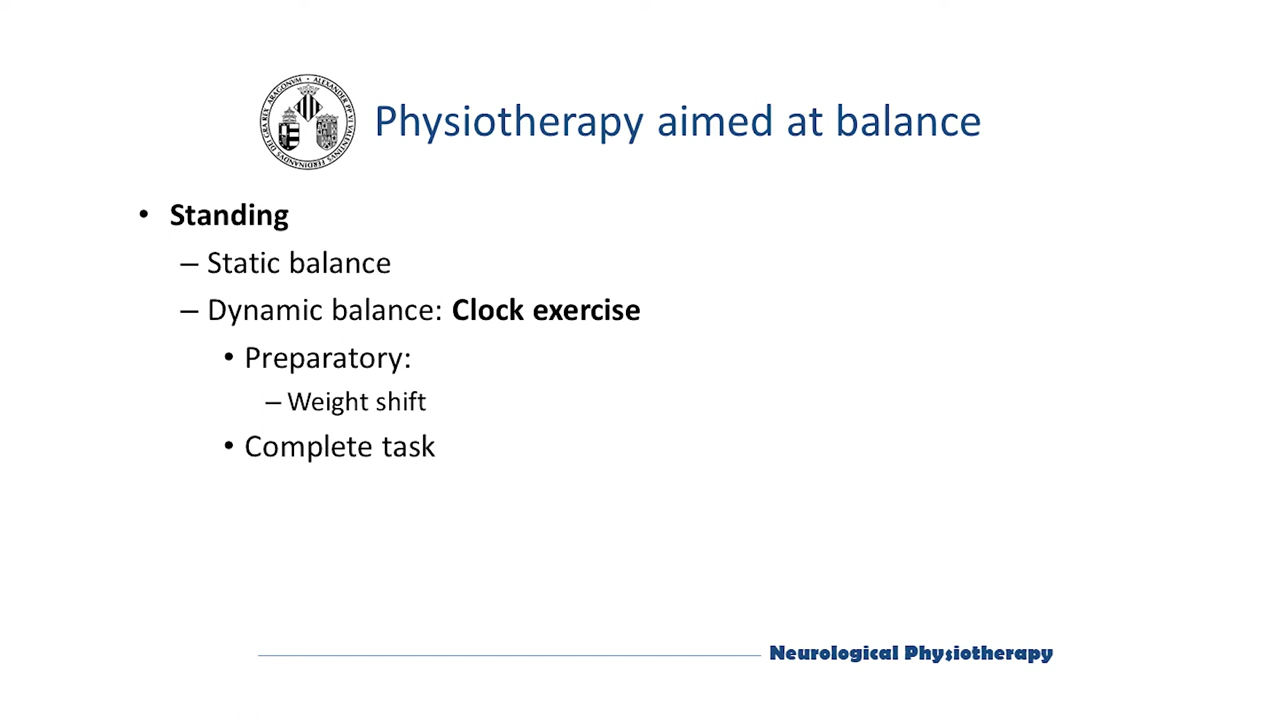 Physiotherapy aimed at balance
• Standing
– Static balance
– Dynamic balance: Clock exercise
• Preparatory:
– Weight shift
• Complete task
Neurological Physiotherapy